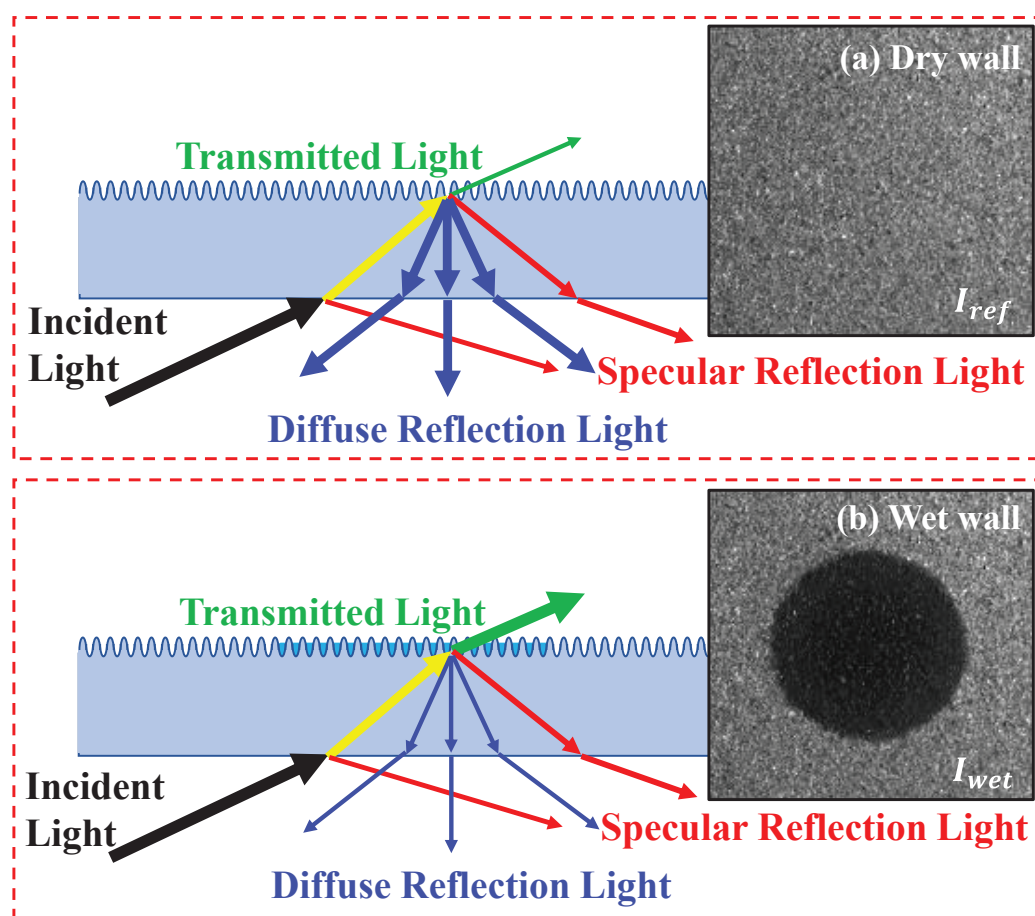 (a) Dry wall
Transmitted Light
I_ref
Incident
Light
Specular Reflection Light
Diffuse Reflection Light
(b) Wet wall
Transmitted Light
I_wet
Incident
Light
Specular Reflection Light
Diffuse Reflection Light